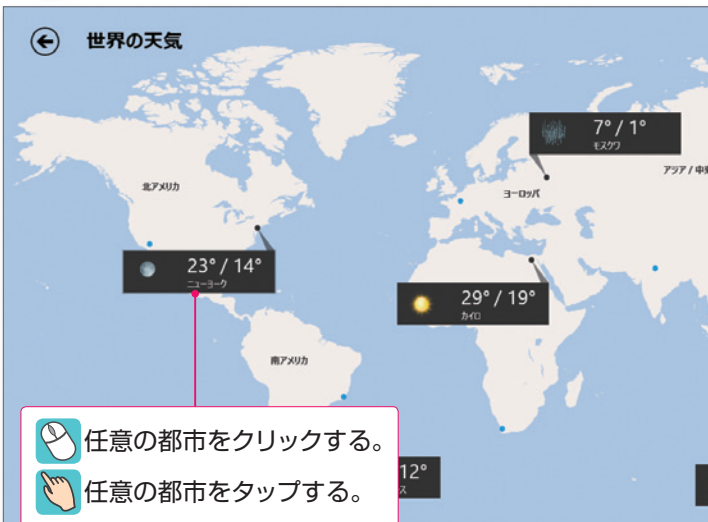 世界の天気
7°/ 1°
モスクワ
アジア / 中東
北アメリカ
ヨーロッパ
23°/ 14°
ニューヨーク
29°/ 19°
カイロ
南アメリカ
任意の都市をクリックする。
12°
ス
任意の都市をタップする。